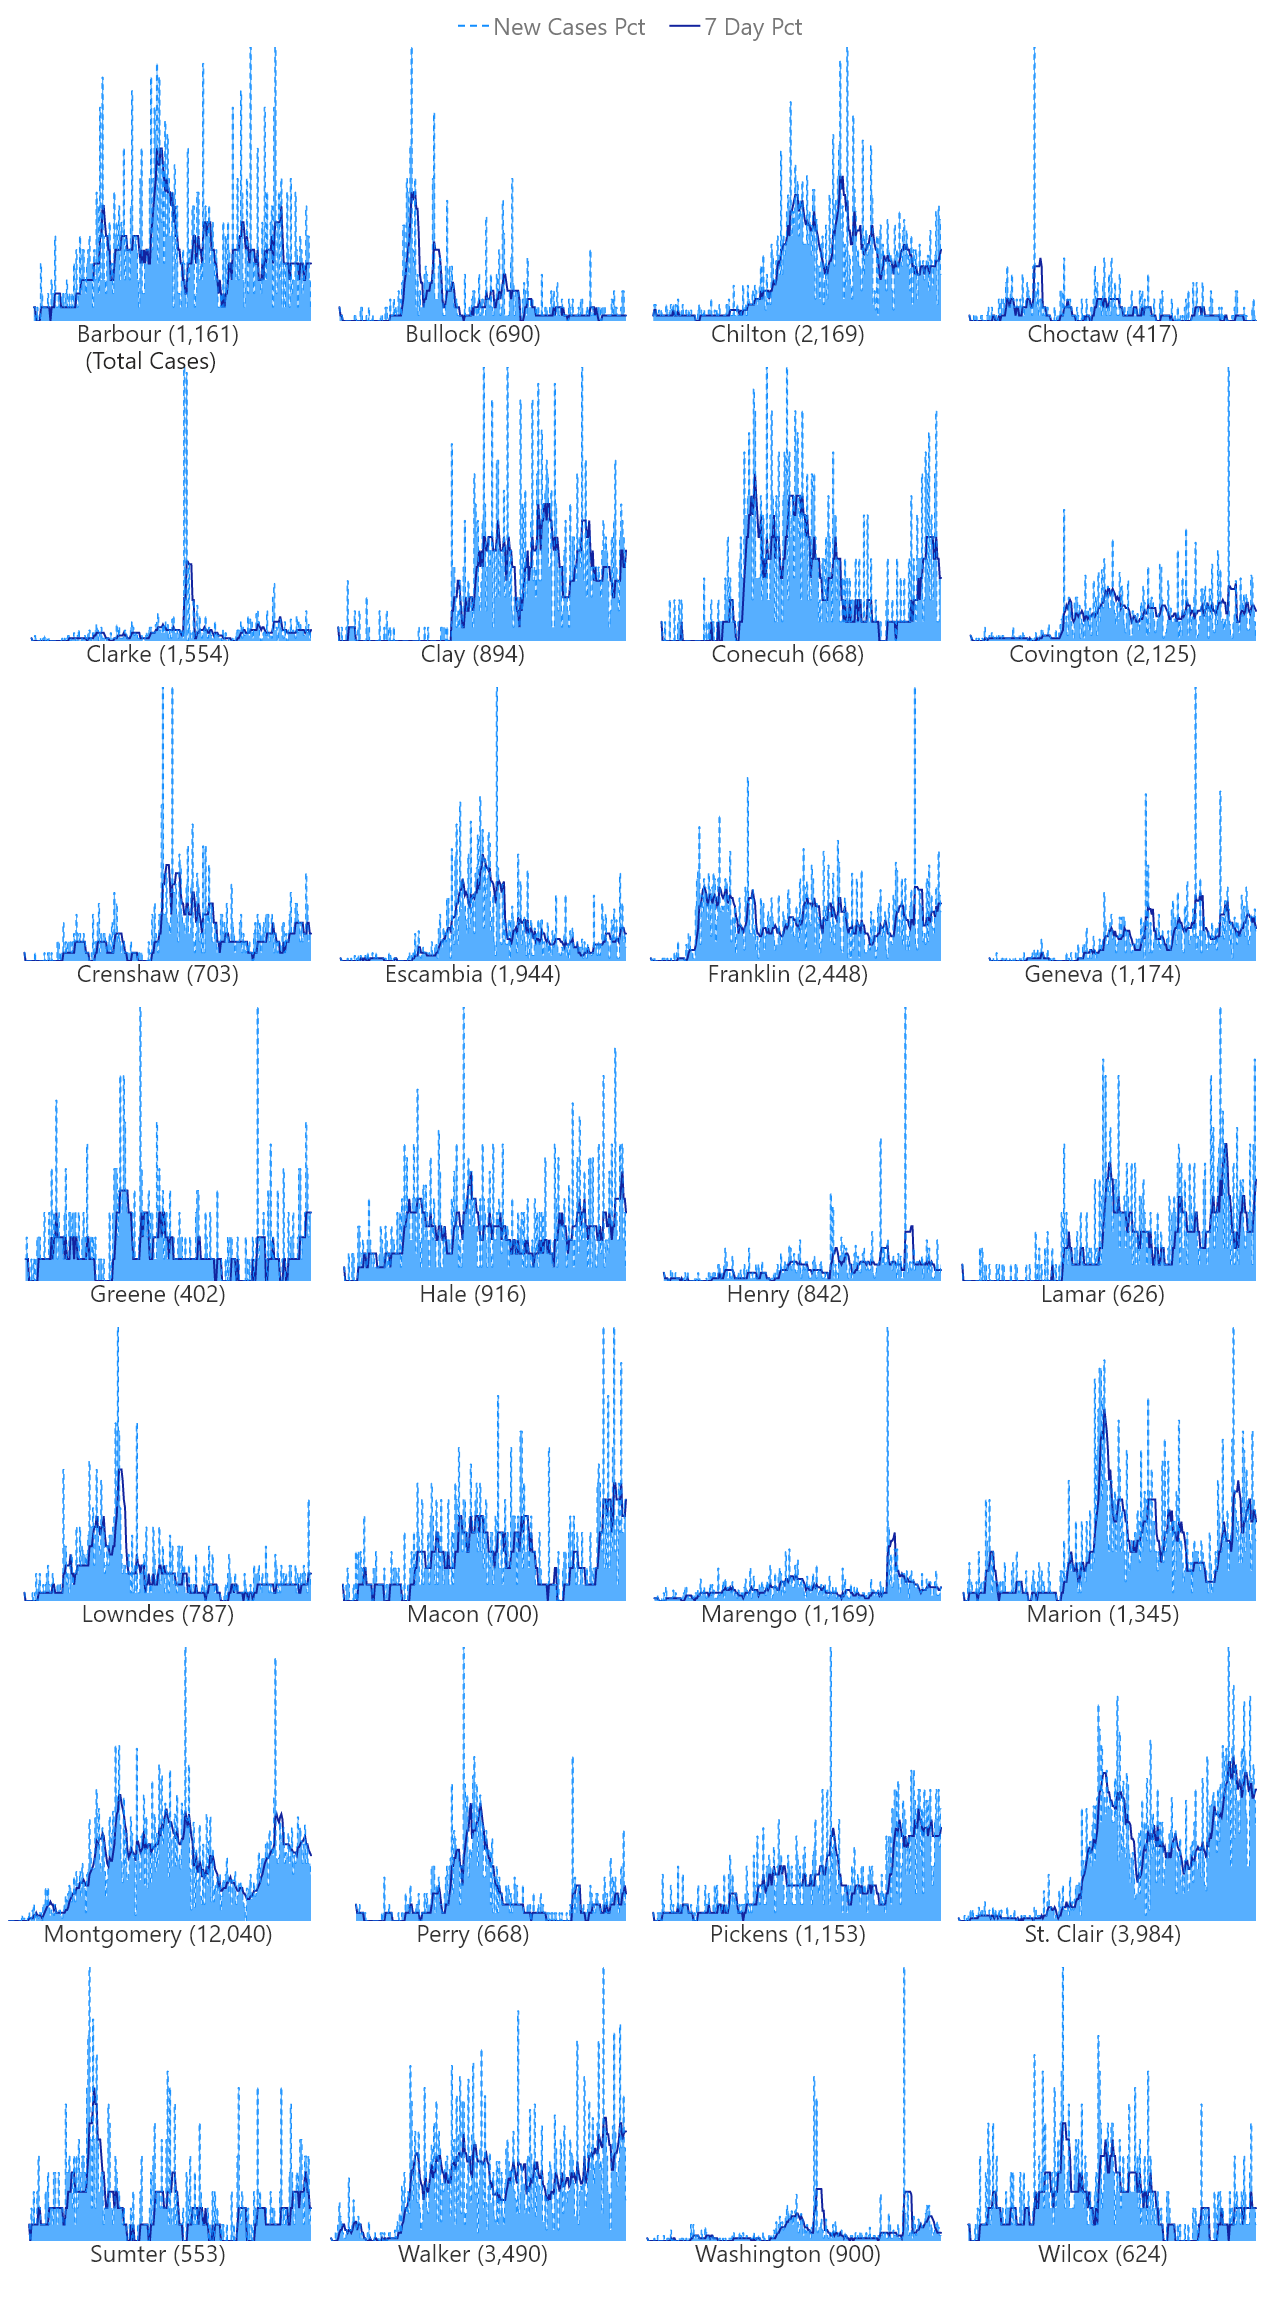 New Cases Pct 7 Day Pct
Barbour (1,161) Bullock (690) Chilton (2,169) Choctaw (417)
(Total Cases)
Clarke (1,554) Clay (894) Conecuh (668) Covington (2,125)
Crenshaw (703) Escambia (1,944) Franklin (2,448) Geneva (1,174)
Greene (402) Hale (916) Henry (842) Lamar (626)
Lowndes (787) Macon (700) Marengo (1,169) Marion (1,345)
Montgomery (12,040) Perry (668) Pickens (1,153) St. Clair (3,984)
Sumter (553) Walker (3,490) Washington (900) Wilcox (624)